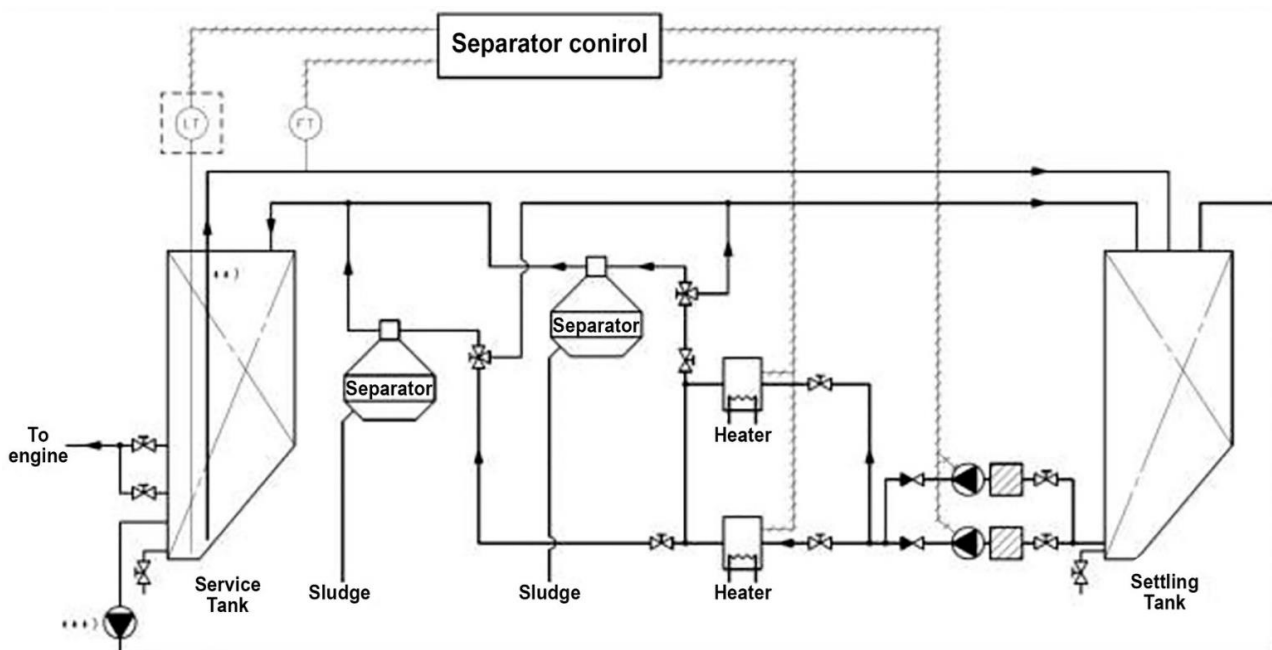 Separator conirol
LT
FT
Separator
Separator
Heater
To
engine
Heater
Service
Tank
Sludge
Sludge
Settling
Tank